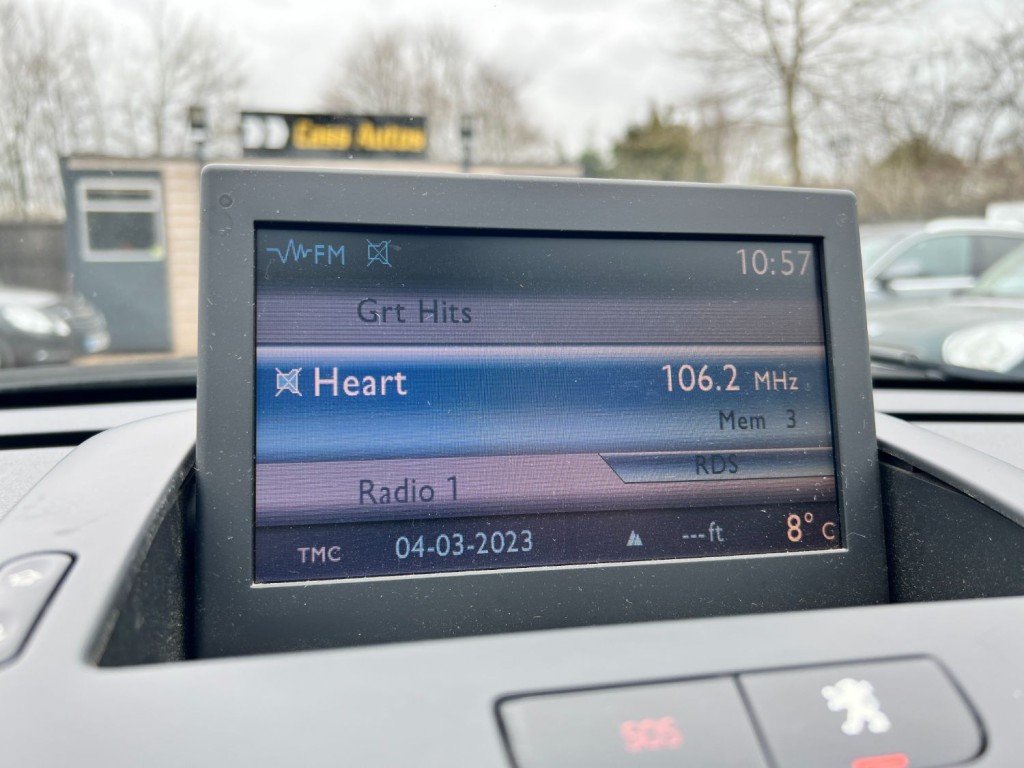 Cass Autos
FM 10:57
Grt Hits
Heart 106.2 MHz
Mem 3
RDS
Radio 1
TMC 04-03-2023 ---ft 8° C
SOS